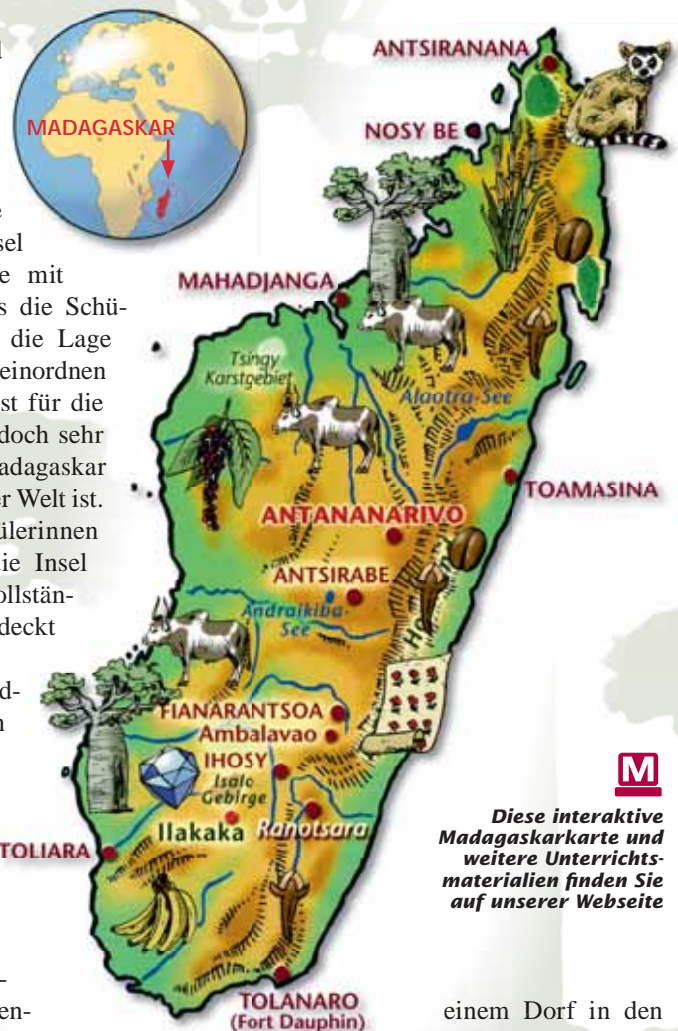 MADAGASKAR
sel
e mit
s die Schü-
die Lage
einordnen
st für die
doch sehr
adagaskar
er Welt ist.
ülerinnen
ie Insel
ollstän-
deckt
d-
n
-
en-
ANTSIRANANA
NOSY BE
MAHADJANGA
Tsingy
Karstgebiet
Alaotra-See
TOAMASINA
ANTANANARIVO
ANTSIRABE
Andraikiba-
See
FIANARANTSOA
Ambalavao
IHOSY
Isalo
Gebirge
Ilakaka
Ranotsara
TOLIARA
TOLANARO
(Fort Dauphin)
M
Diese interaktive
Madagaskarkarte und
weitere Unterrichts-
materialien finden Sie
auf unserer Webseite
einem Dorf in den